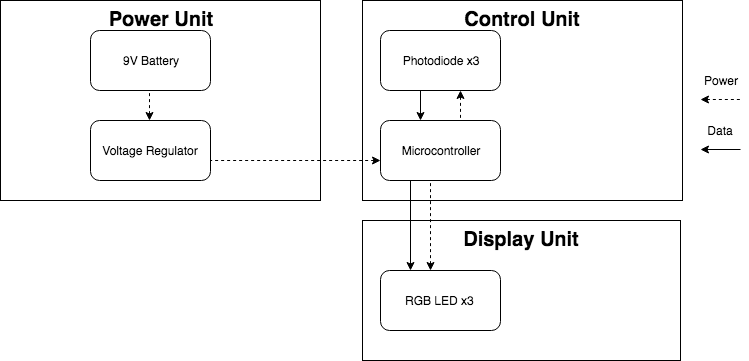 Power Unit
9V Battery
Voltage Regulator
Control Unit
Photodiode x3
Microcontroller
Power
Data
Display Unit
RGB LED x3